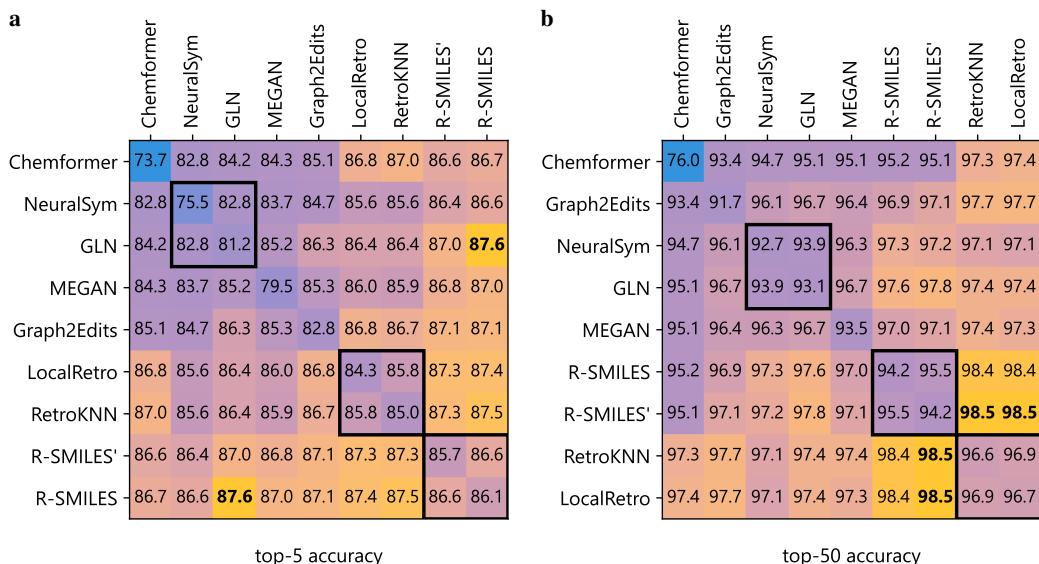 a
Chemformer NeuralSym GLN MEGAN Graph2Edits LocalRetro RetroKNN R-SMILES' R-SMILES
Chemformer 73.7 82.8 84.2 84.3 85.1 86.8 87.0 86.6 86.7
NeuralSym 82.8 75.5 82.8 83.7 84.7 85.6 85.6 86.4 86.6
GLN 84.2 82.8 81.2 85.2 86.3 86.4 86.4 87.0 87.6
MEGAN 84.3 83.7 85.2 79.5 85.3 86.0 85.9 86.8 87.0
Graph2Edits 85.1 84.7 86.3 85.3 82.8 86.8 86.7 87.1 87.1
LocalRetro 86.8 85.6 86.4 86.0 86.8 84.3 85.8 87.3 87.4
RetroKNN 87.0 85.6 86.4 85.9 86.7 85.8 85.0 87.3 87.5
R-SMILES' 86.6 86.4 87.0 86.8 87.1 87.3 87.3 85.7 86.6
R-SMILES 86.7 86.6 87.6 87.0 87.1 87.4 87.5 86.6 86.1
top-5 accuracy
b
Chemformer Graph2Edits NeuralSym GLN MEGAN R-SMILES R-SMILES' RetroKNN LocalRetro
Chemformer 76.0 93.4 94.7 95.1 95.1 95.2 95.1 97.3 97.4
Graph2Edits 93.4 91.7 96.1 96.7 96.4 96.9 97.1 97.7 97.7
NeuralSym 94.7 96.1 92.7 93.9 96.3 97.3 97.2 97.1 97.1
GLN 95.1 96.7 93.9 93.1 96.7 97.6 97.8 97.4 97.4
MEGAN 95.1 96.4 96.3 96.7 93.5 97.0 97.1 97.4 97.3
R-SMILES 95.2 96.9 97.3 97.6 97.0 94.2 95.5 98.4 98.4
R-SMILES' 95.1 97.1 97.2 97.8 97.1 95.5 94.2 98.5 98.5
RetroKNN 97.3 97.7 97.1 97.4 97.4 98.4 98.5 96.6 96.9
LocalRetro 97.4 97.7 97.1 97.4 97.3 98.4 98.5 96.9 96.7
top-50 accuracy